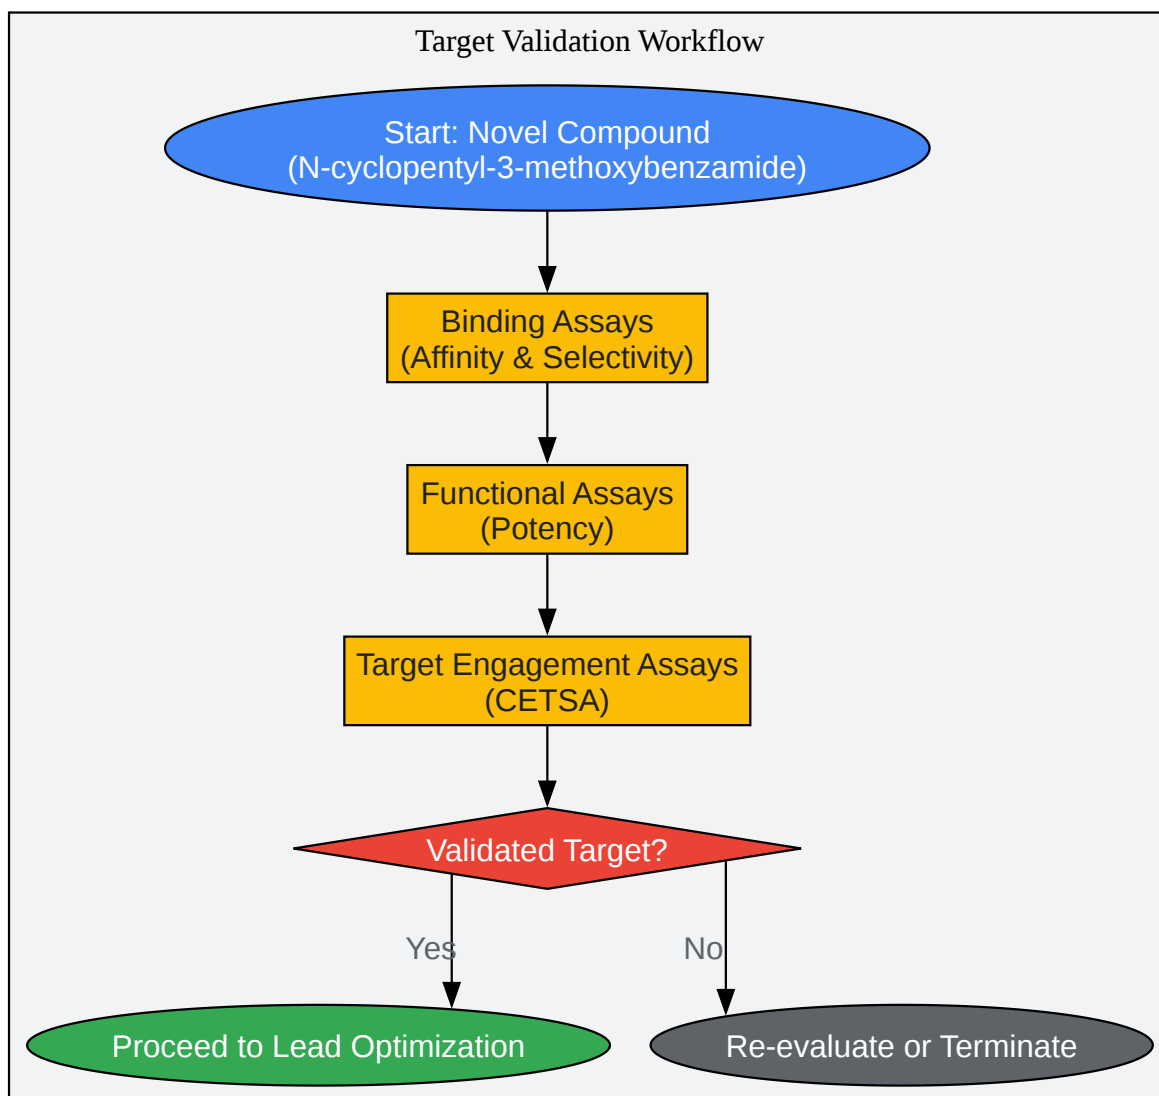 Target Validation Workflow
Start: Novel Compound
(N-cyclopentyl-3-methoxybenzamide)
Binding Assays
(Affinity & Selectivity)
Functional Assays
(Potency)
Target Engagement Assays
(CETSA)
Validated Target?
Yes
No
Proceed to Lead Optimization
Re-evaluate or Terminate